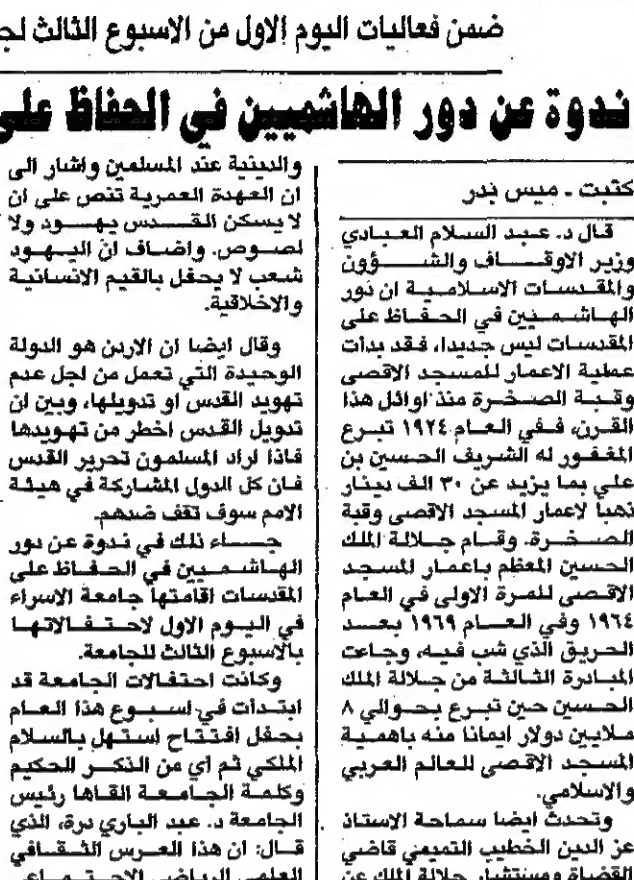 ضمن فعاليات اليوم الاول من الاسبوع الثالث لجا
ندوة عن دور الهاشميين في الحفاظ على
كتبت ـ ميس بدر
قال د. عبد السلام العبادي
وزير الاوقاف والشؤون
والمقدسات الاسلامية ان دور
الهاشميين في الحفاظ على
المقدسات ليس جديدا، فقد بدأت
عملية الاعمار للمسجد الاقصى
وقبة الصخرة منذ اوائل هذا
القرن، ففي العام ١٩٢٤ تبرع
المغفور له الشريف الحسين بن
علي بما يزيد عن ٣٠ الف دينار
ذهبا لاعمار المسجد الاقصى وقبة
الصخرة. وقام جلالة الملك
الحسين المعظم باعمار المسجد
الاقصى للمرة الاولى في العام
١٩٦٤ وفي العام ١٩٦٩ بعد
الحريق الذي شب فيه، وجاءت
المبادرة الثالثة من جلالة الملك
الحسين حين تبرع بحوالي ٨
ملايين دولار ايمانا منه باهمية
المسجد الاقصى للعالم العربي
والاسلامي.
وتحدث ايضا سماحة الاستاذ
عز الدين الخطيب التميمي قاضي
القضاة ومستشار جلالة الملك عن
والدينية عند المسلمين واشار الى
ان العهدة العمرية تنص على ان
لا يسكن القدس يهود ولا
لصوص. واضاف ان اليهود
شعب لا يحفل بالقيم الانسانية
والاخلاقية.
وقال ايضا ان الاردن هو الدولة
الوحيدة التي تعمل من اجل عدم
تهويد القدس او تدويلها، وبين ان
تدويل القدس اخطر من تهويدها
فاذا اراد المسلمون تحرير القدس
فان كل الدول المشاركة في هيئة
الامم سوف تقف ضدهم.
جاء ذلك في ندوة عن دور
الهاشميين في الحفاظ على
المقدسات اقامتها جامعة الاسراء
في اليوم الاول لاحتفالاتها
بالاسبوع الثالث للجامعة.
وكانت احتفالات الجامعة قد
ابتدأت في اسبوع هذا العام
بحفل افتتاح استهل بالسلام
الملكي ثم آي من الذكر الحكيم
وكلمة الجامعة القاها رئيس
الجامعة د. عبد الباري درة، الذي
قال: ان هذا العرس الثقافي
العلمي الرياضي الاجتماعي